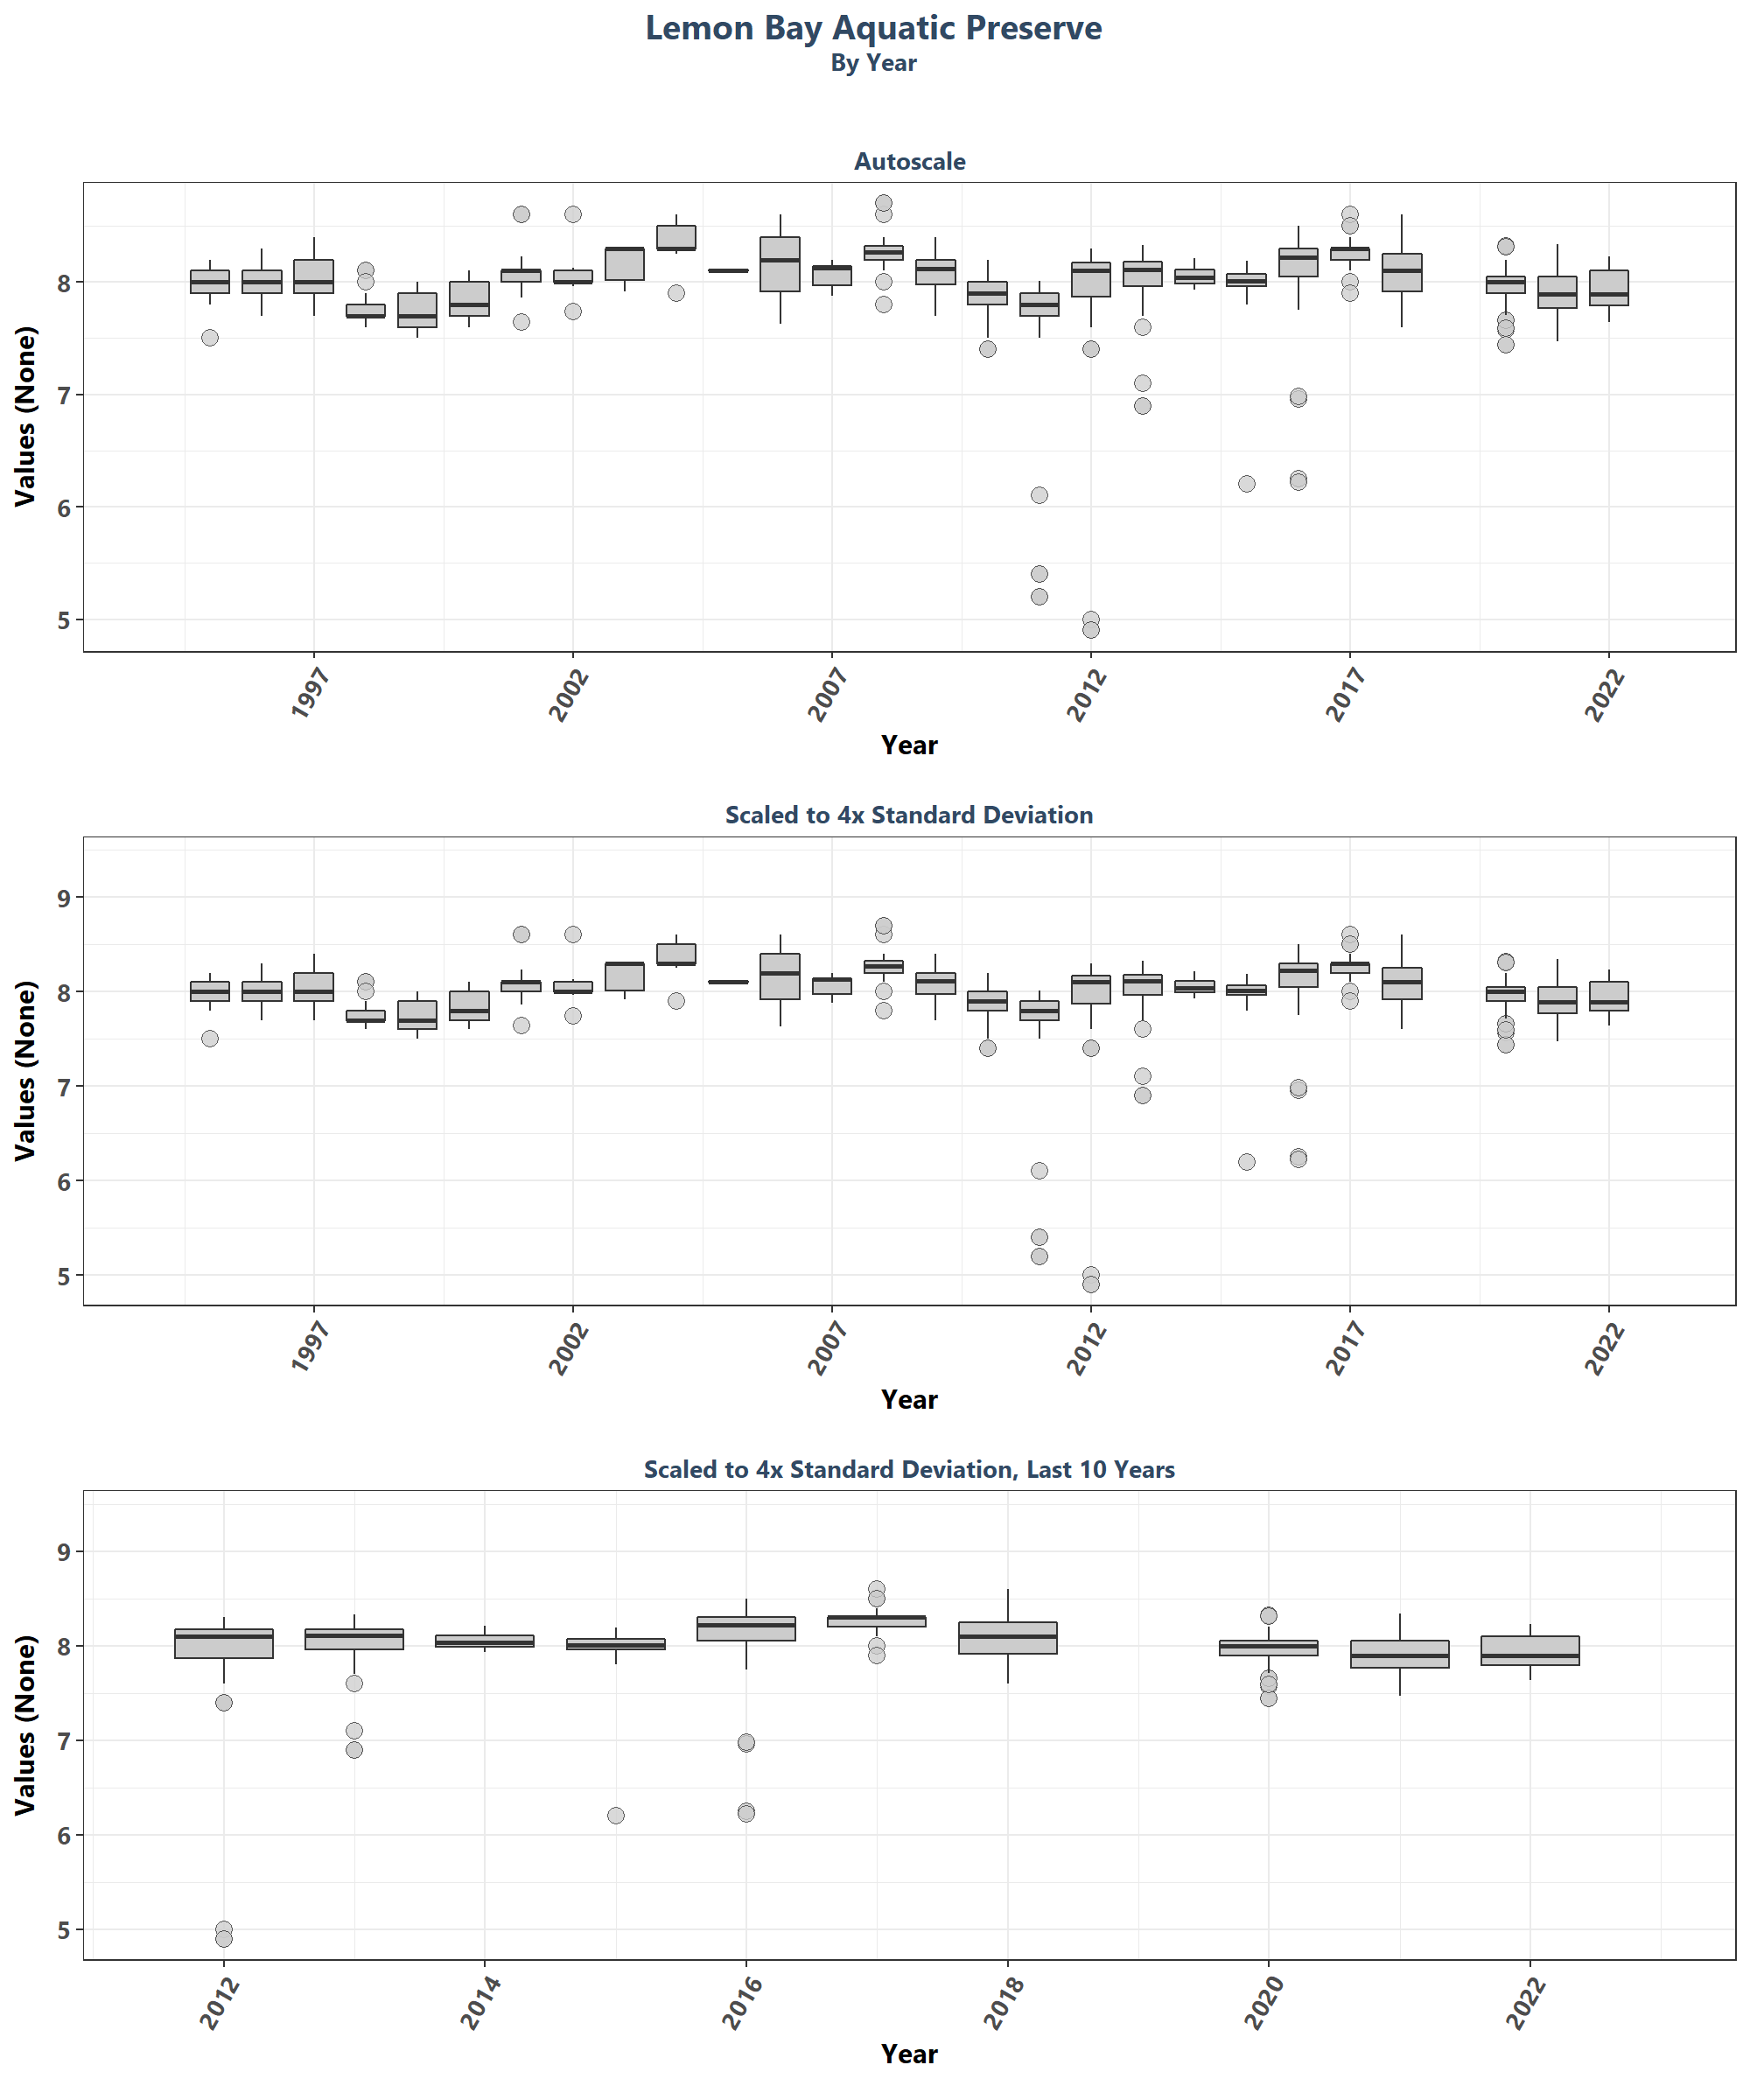 Lemon Bay Aquatic Preserve
By Year
Autoscale
Values (None)
8
7
6
5
1997
2002
2007
2012
2017
2022
Year
Scaled to 4x Standard Deviation
Values (None)
9
8
7
6
5
1997
2002
2007
2012
2017
2022
Year
Scaled to 4x Standard Deviation, Last 10 Years
Values (None)
9
8
7
6
5
2012
2014
2016
2018
2020
2022
Year